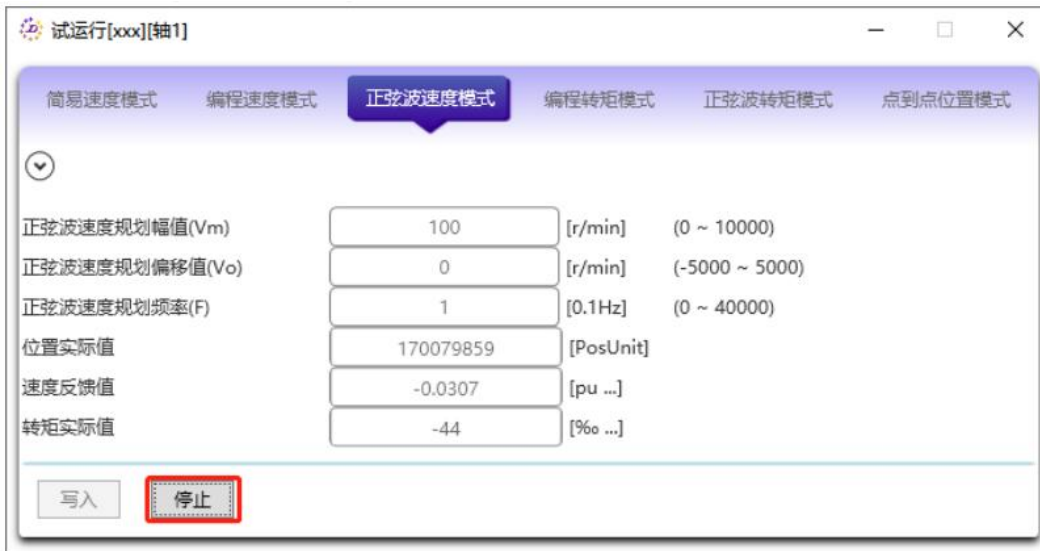 试运行[xxx][轴1]
简易速度模式 编程速度模式 正弦波速度模式 编程转矩模式 正弦波转矩模式 点到点位置模式
正弦波速度规划幅值(Vm) 100 [r/min] (0 ~ 10000)
正弦波速度规划偏移值(Vo) 0 [r/min] (-5000 ~ 5000)
正弦波速度规划频率(F) 1 [0.1Hz] (0 ~ 40000)
位置实际值 170079859 [PosUnit]
速度反馈值 -0.0307 [pu ...]
转矩实际值 -44 [‰ ...]
写入 停止